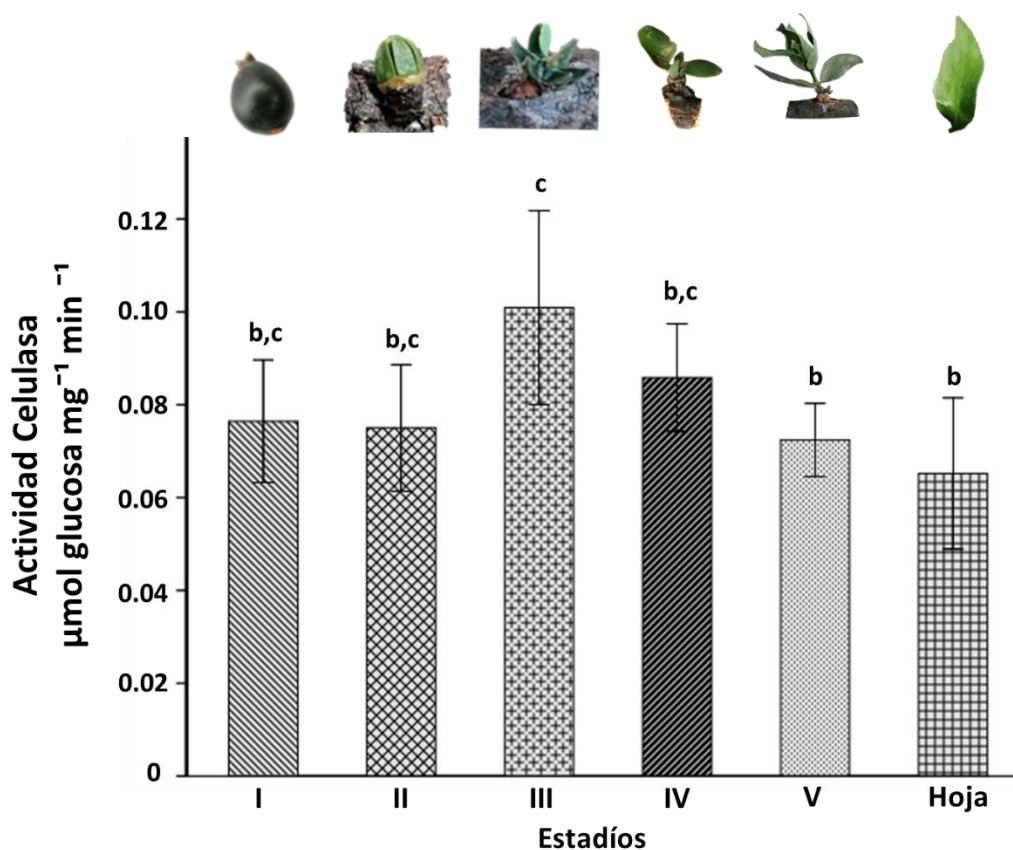 c
0.12
0.10
b,c
b,c
b,c
b
b
0.08
0.06
0.04
0.02
0
Actividad Celulasa
µmol glucosa mg⁻¹ min⁻¹
I II III IV V Hoja
Estadíos